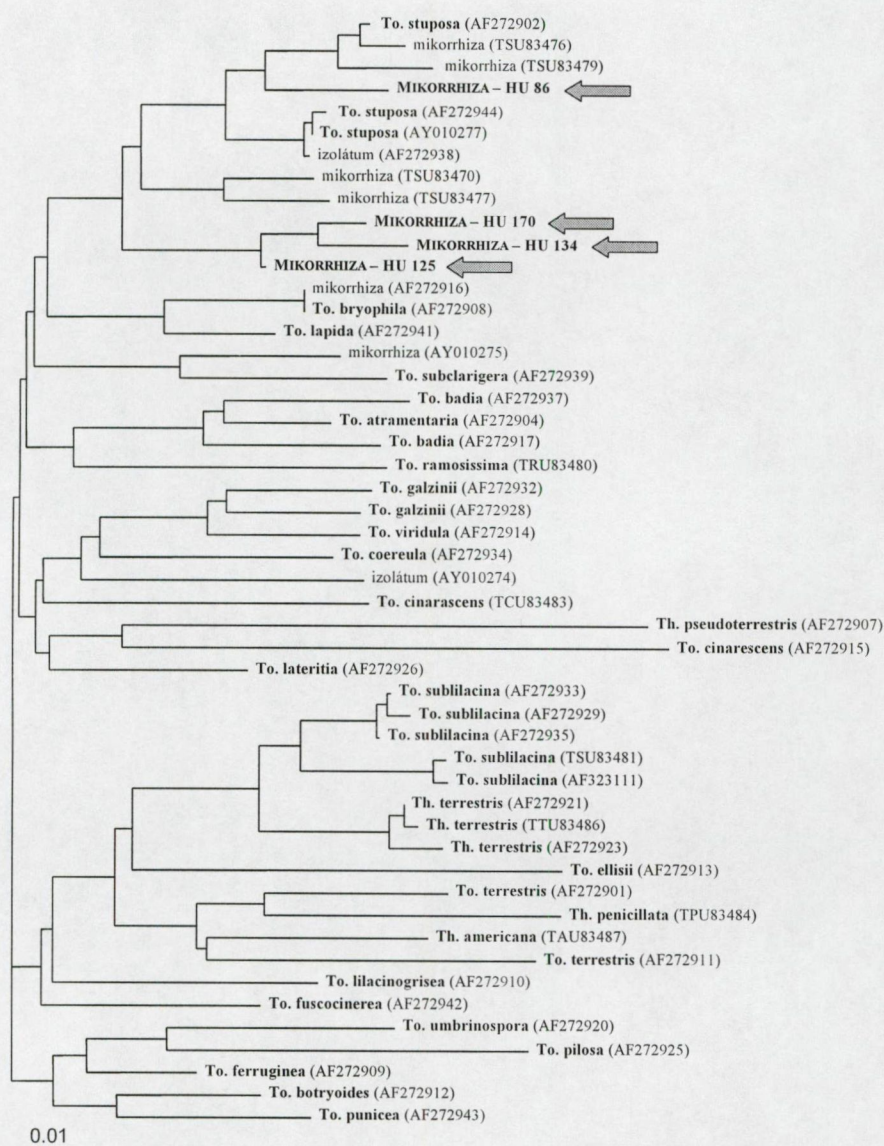 To. stuposa (AF272902)
mikorrhiza (TSU83476)
mikorrhiza (TSU83479)
MIKORRHIZA – HU 86
To. stuposa (AF272944)
To. stuposa (AY010277)
izolátum (AF272938)
mikorrhiza (TSU83470)
mikorrhiza (TSU83477)
MIKORRHIZA – HU 170
MIKORRHIZA – HU 134
MIKORRHIZA – HU 125
mikorrhiza (AF272916)
To. bryophila (AF272908)
To. lapida (AF272941)
mikorrhiza (AY010275)
To. subclarigera (AF272939)
To. badia (AF272937)
To. atramentaria (AF272904)
To. badia (AF272917)
To. ramosissima (TRU83480)
To. galzinii (AF272932)
To. galzinii (AF272928)
To. viridula (AF272914)
To. coereula (AF272934)
izolátum (AY010274)
To. cinarascens (TCU83483)
Th. pseudoterrestris (AF272907)
To. cinarescens (AF272915)
To. lateritia (AF272926)
To. sublilacina (AF272933)
To. sublilacina (AF272929)
To. sublilacina (AF272935)
To. sublilacina (TSU83481)
To. sublilacina (AF323111)
Th. terrestris (AF272921)
Th. terrestris (TTU83486)
Th. terrestris (AF272923)
To. ellisii (AF272913)
To. terrestris (AF272901)
Th. penicillata (TPU83484)
Th. americana (TAU83487)
To. terrestris (AF272911)
To. lilacinogrisea (AF272910)
To. fuscocinerea (AF272942)
To. umbrinospora (AF272920)
To. pilosa (AF272925)
To. ferruginea (AF272909)
To. botryoides (AF272912)
To. punicea (AF272943)
0.01